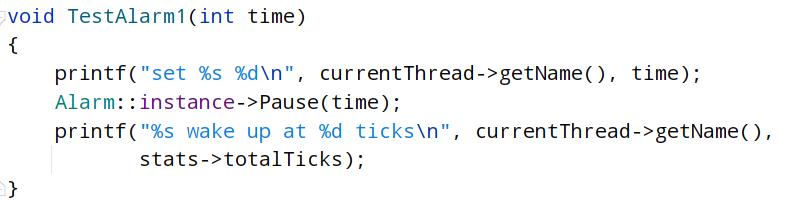 void TestAlarm1(int time)
{
    printf("set %s %d\n", currentThread->getName(), time);
    Alarm::instance->Pause(time);
    printf("%s wake up at %d ticks\n", currentThread->getName(),
           stats->totalTicks);
}